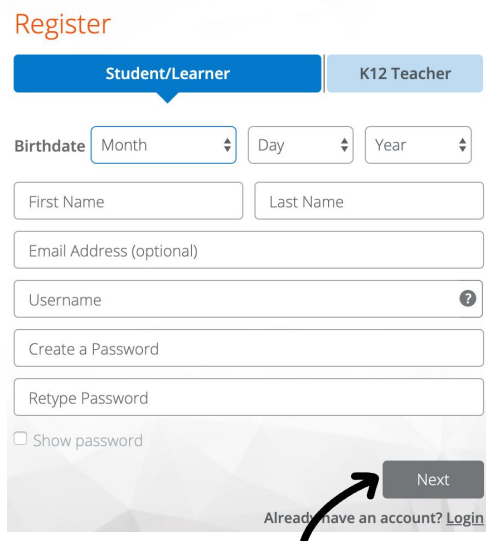 Register
Student/Learner K12 Teacher
Birthdate Month Day Year
First Name Last Name
Email Address (optional)
Username ?
Create a Password
Retype Password
Show password
Next
Already have an account? Login